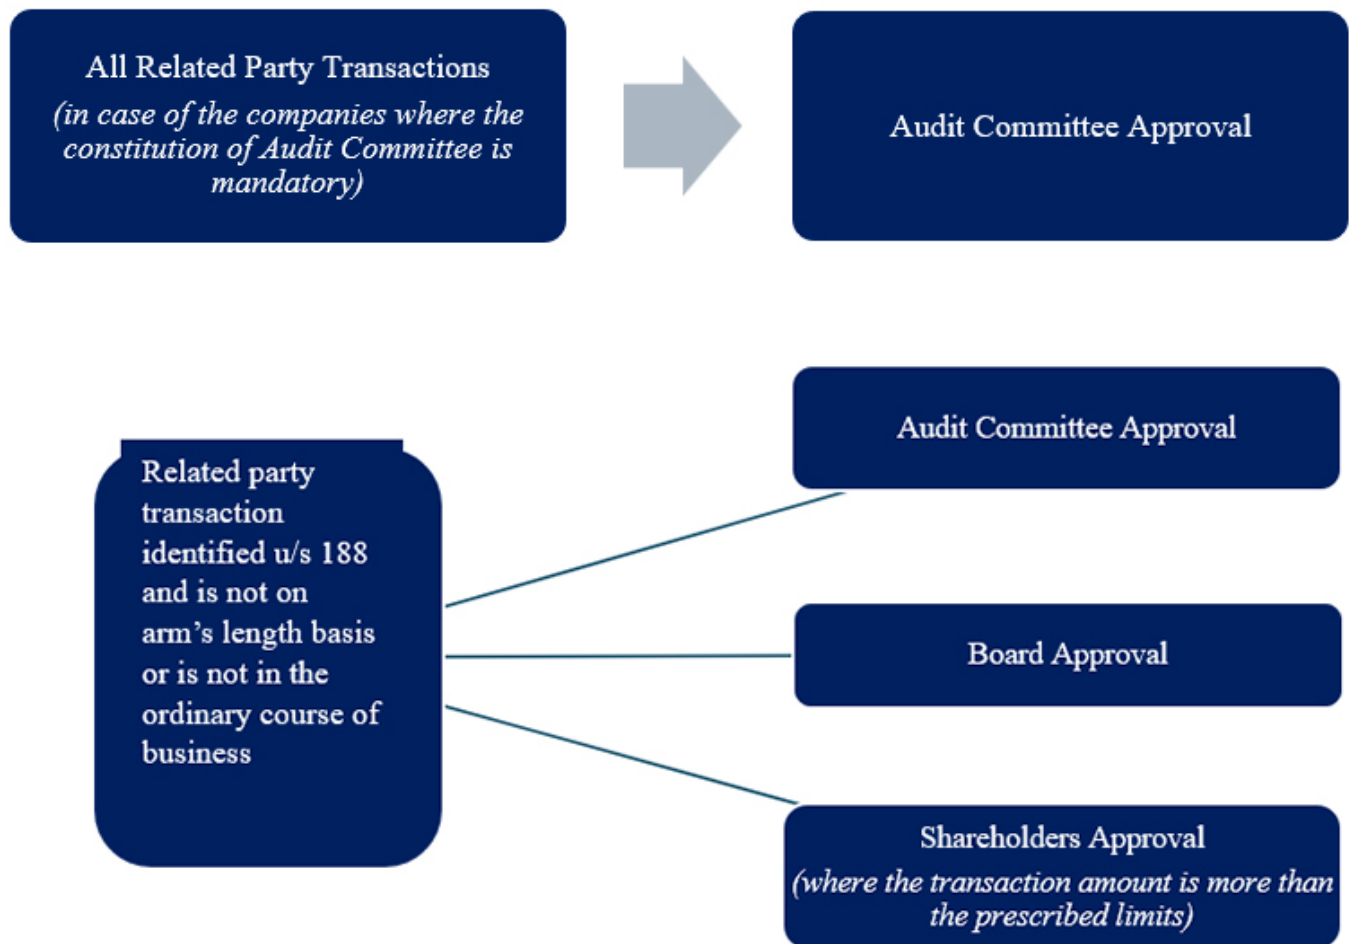 All Related Party Transactions
(in case of the companies where the
constitution of Audit Committee is
mandatory)
Audit Committee Approval
Related party
transaction
identified u/s 188
and is not on
arm’s length basis
or is not in the
ordinary course of
business
Audit Committee Approval
Board Approval
Shareholders Approval
(where the transaction amount is more than
the prescribed limits)